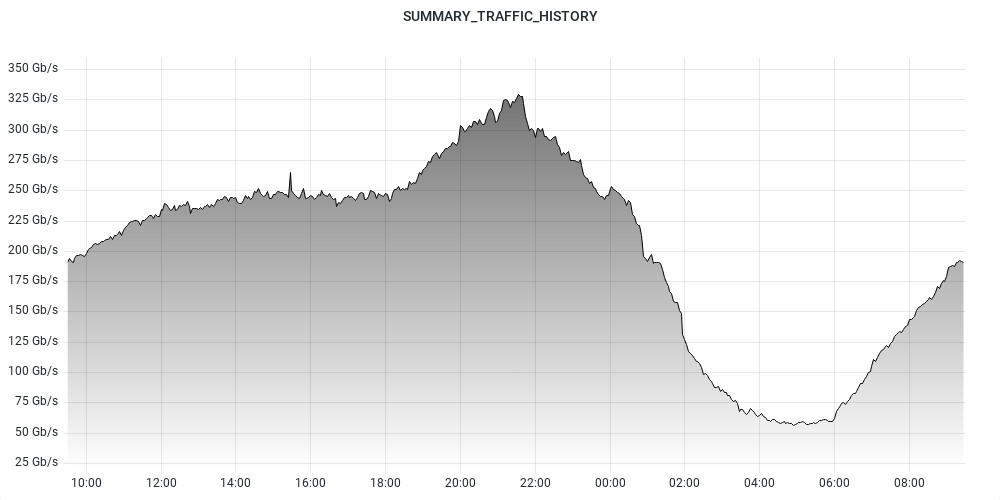 SUMMARY_TRAFFIC_HISTORY
350 Gb/s
325 Gb/s
300 Gb/s
275 Gb/s
250 Gb/s
225 Gb/s
200 Gb/s
175 Gb/s
150 Gb/s
125 Gb/s
100 Gb/s
75 Gb/s
50 Gb/s
25 Gb/s
10:00 12:00 14:00 16:00 18:00 20:00 22:00 00:00 02:00 04:00 06:00 08:00